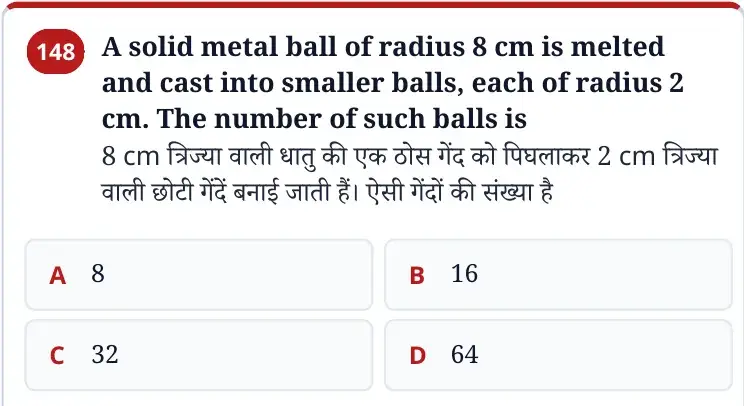 148 A solid metal ball of radius 8 cm is melted
and cast into smaller balls, each of radius 2
cm. The number of such balls is
8 cm त्रिज्या वाली धातु की एक ठोस गेंद को पिघलाकर 2 cm त्रिज्या
वाली छोटी गेंदें बनाई जाती हैं। ऐसी गेंदों की संख्या है
A 8
B 16
C 32
D 64